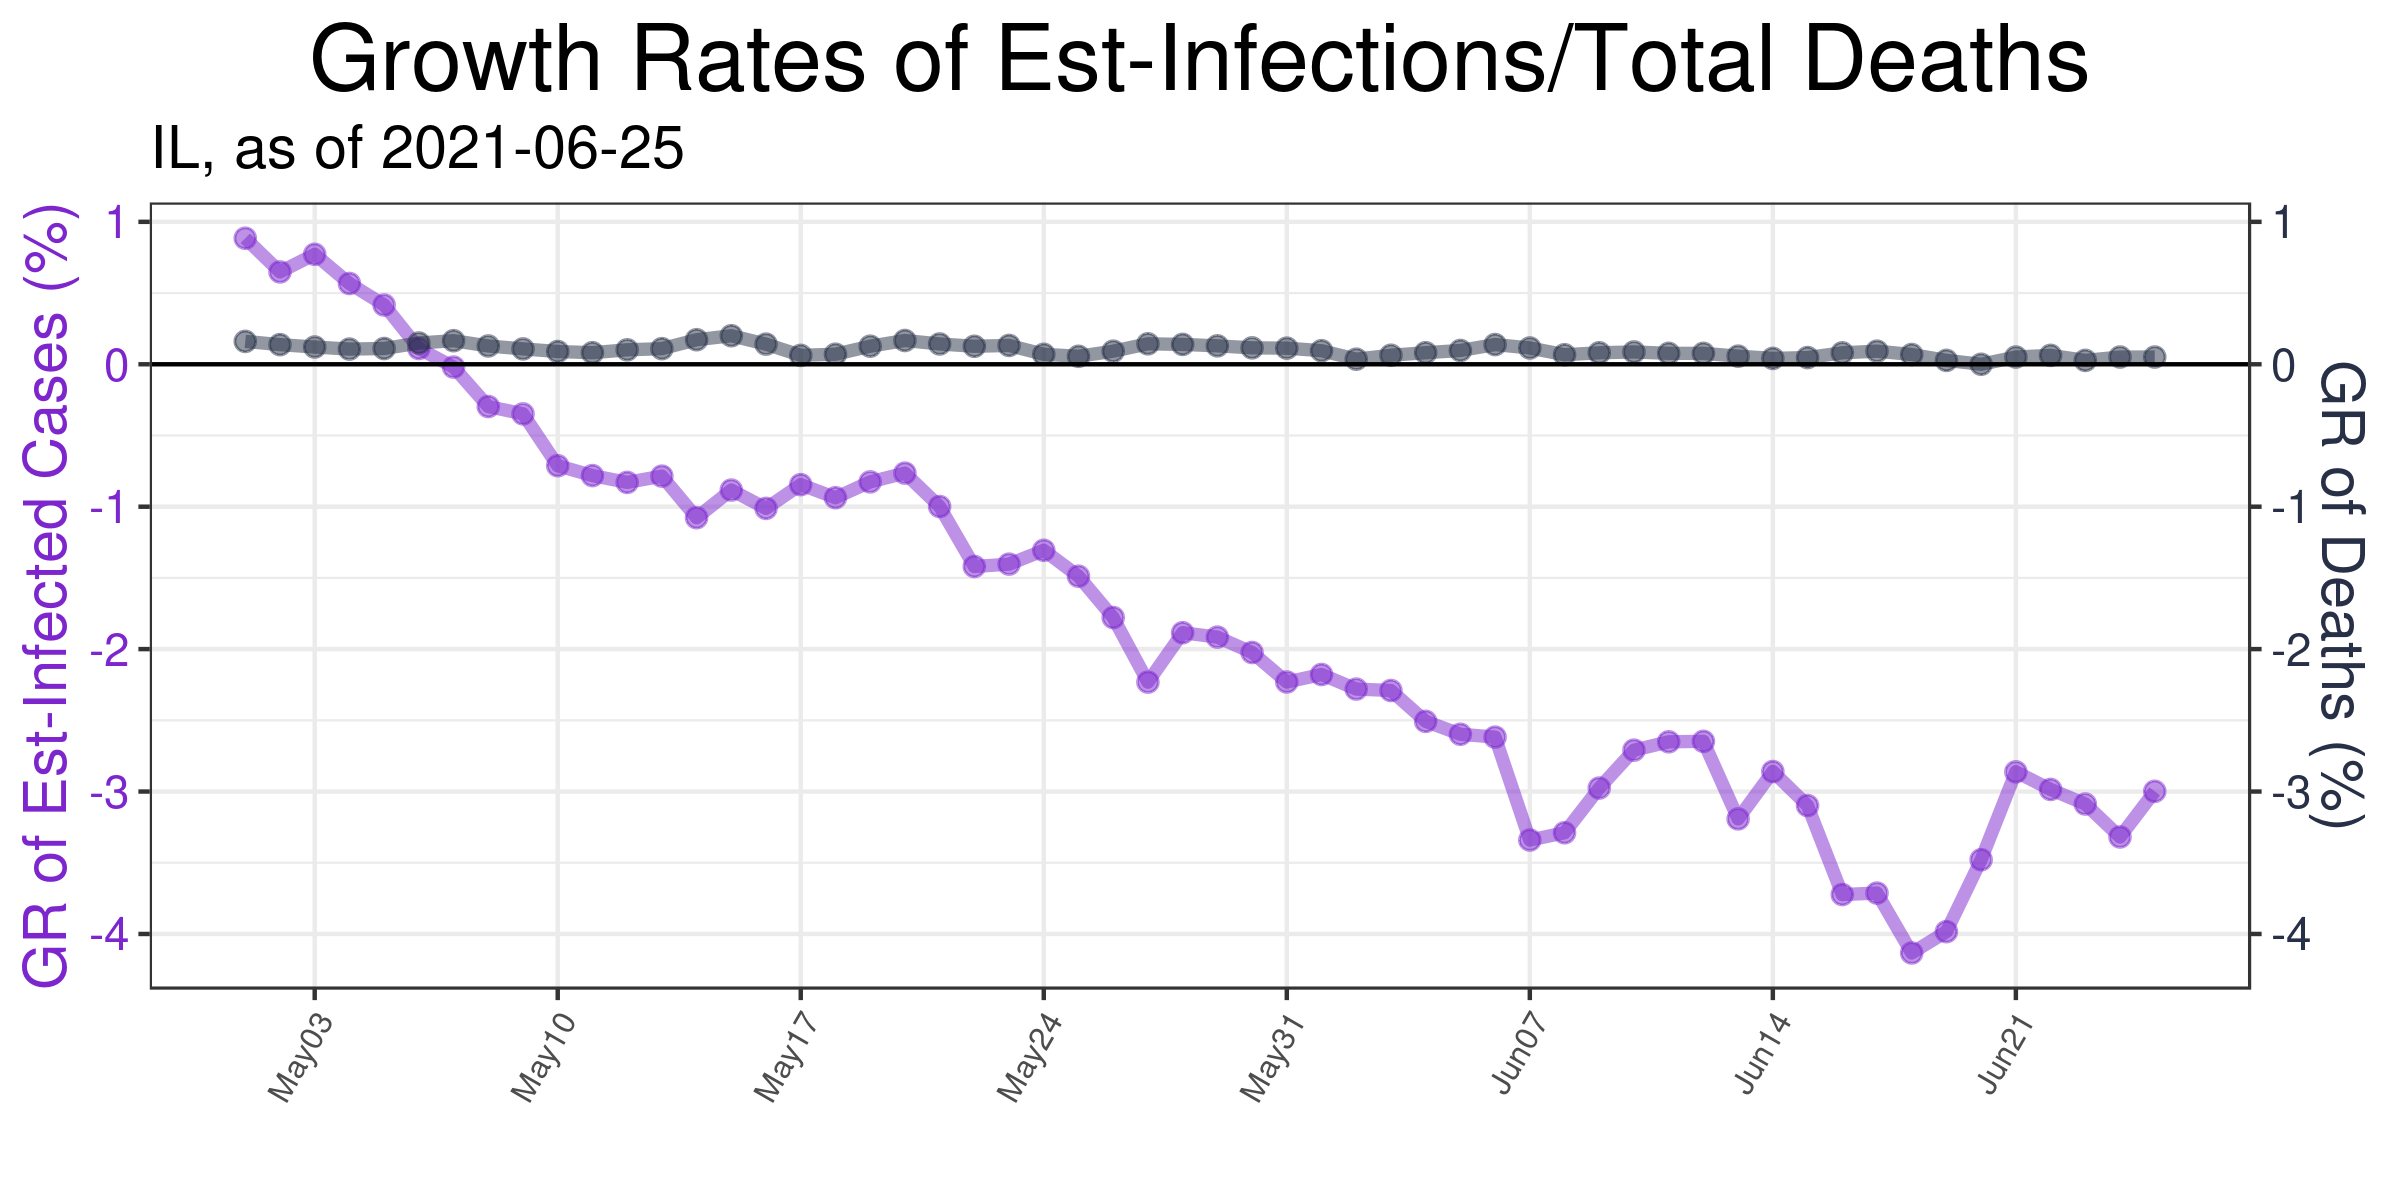 Growth Rates of Est-Infections/Total Deaths
IL, as of 2021-06-25
GR of Est-Infected Cases (%)
1
0
-1
-2
-3
-4
1
0
-1
-2
-3
-4
GR of Deaths (%)
May03
May10
May17
May24
May31
Jun07
Jun14
Jun21